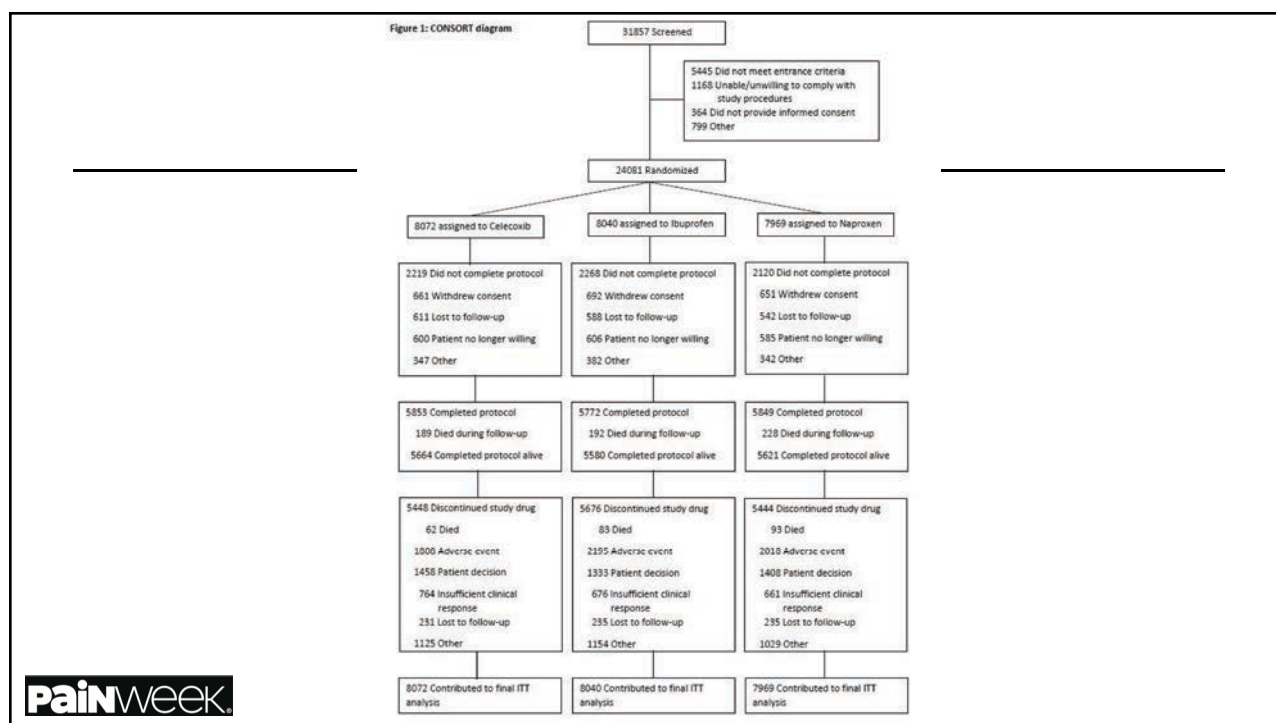 Figure 1: CONSORT diagram
31857 Screened
5445 Did not meet entrance criteria
1168 Unable/unwilling to comply with
study procedures
364 Did not provide informed consent
799 Other
24081 Randomized
8072 assigned to Celecoxib
8040 assigned to Ibuprofen
7969 assigned to Naproxen
2219 Did not complete protocol
661 Withdrew consent
611 Lost to follow-up
600 Patient no longer willing
347 Other
2268 Did not complete protocol
692 Withdrew consent
588 Lost to follow-up
606 Patient no longer willing
382 Other
2120 Did not complete protocol
651 Withdrew consent
542 Lost to follow-up
585 Patient no longer willing
342 Other
5853 Completed protocol
189 Died during follow-up
5664 Completed protocol alive
5772 Completed protocol
192 Died during follow-up
5580 Completed protocol alive
5849 Completed protocol
228 Died during follow-up
5621 Completed protocol alive
5448 Discontinued study drug
62 Died
1808 Adverse event
1458 Patient decision
764 Insufficient clinical
response
231 Lost to follow-up
1125 Other
5676 Discontinued study drug
83 Died
2195 Adverse event
1333 Patient decision
676 Insufficient clinical
response
235 Lost to follow-up
1154 Other
5444 Discontinued study drug
93 Died
2018 Adverse event
1408 Patient decision
661 Insufficient clinical
response
235 Lost to follow-up
1029 Other
8072 Contributed to final ITT
analysis
8040 Contributed to final ITT
analysis
7969 Contributed to final ITT
analysis
PaiNWEEK.